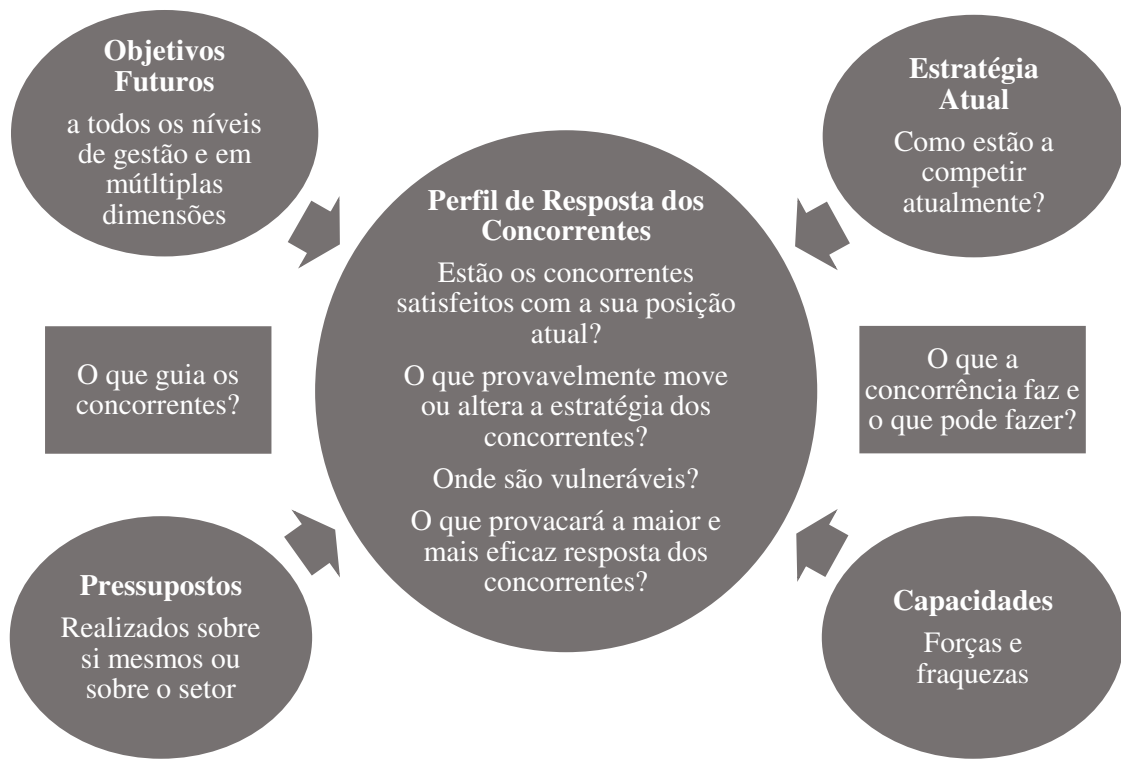 Objetivos
Futuros
a todos os níveis
de gestão e em
mútltiplas
dimensões
Estratégia
Atual
Como estão a
competir
atualmente?
Perfil de Resposta dos
Concorrentes
Estão os concorrentes
satisfeitos com a sua posição
atual?
O que provavelmente move
ou altera a estratégia dos
concorrentes?
Onde são vulneráveis?
O que provacará a maior e
mais eficaz resposta dos
concorrentes?
O que guia os
concorrentes?
O que a
concorrência faz e
o que pode fazer?
Pressupostos
Realizados sobre
si mesmos ou
sobre o setor
Capacidades
Forças e
fraquezas